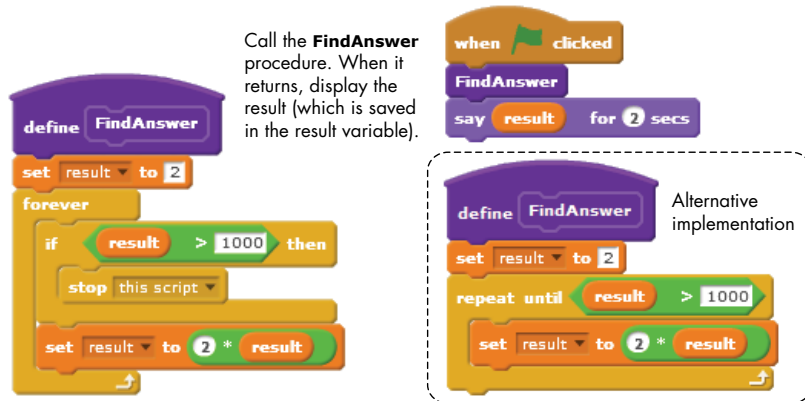 define FindAnswer
set result to 2
forever
if result > 1000 then
stop this script
set result to 2 * result
Call the FindAnswer
procedure. When it
returns, display the
result (which is saved
in the result variable).
when clicked
FindAnswer
say result for 2 secs
define FindAnswer
Alternative
implementation
set result to 2
repeat until result > 1000
set result to 2 * result